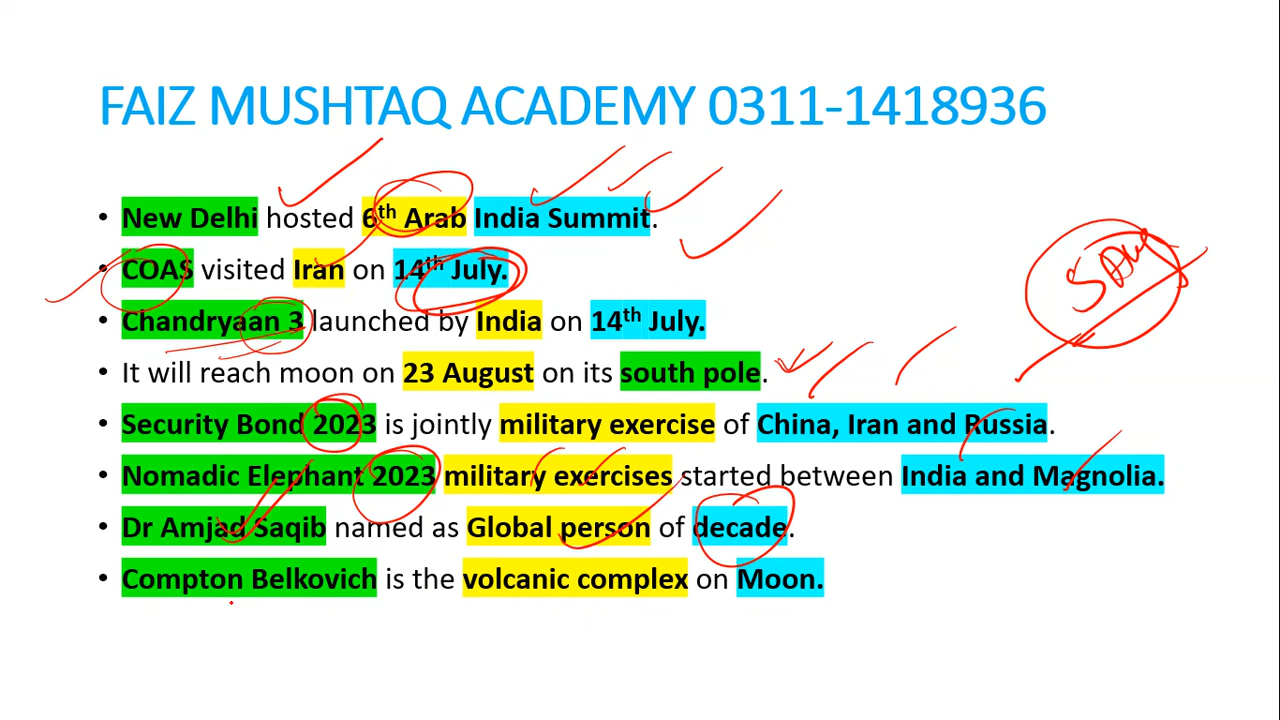 FAIZ MUSHTAQ ACADEMY 0311-1418936
• New Delhi hosted 6th Arab India Summit.
• COAS visited Iran on 14th July.
• Chandryaan 3 launched by India on 14th July.
• It will reach moon on 23 August on its south pole.
• Security Bond 2023 is jointly military exercise of China, Iran and Russia.
• Nomadic Elephant 2023 military exercises started between India and Magnolia.
• Dr Amjad Saqib named as Global person of decade.
• Compton Belkovich is the volcanic complex on Moon.